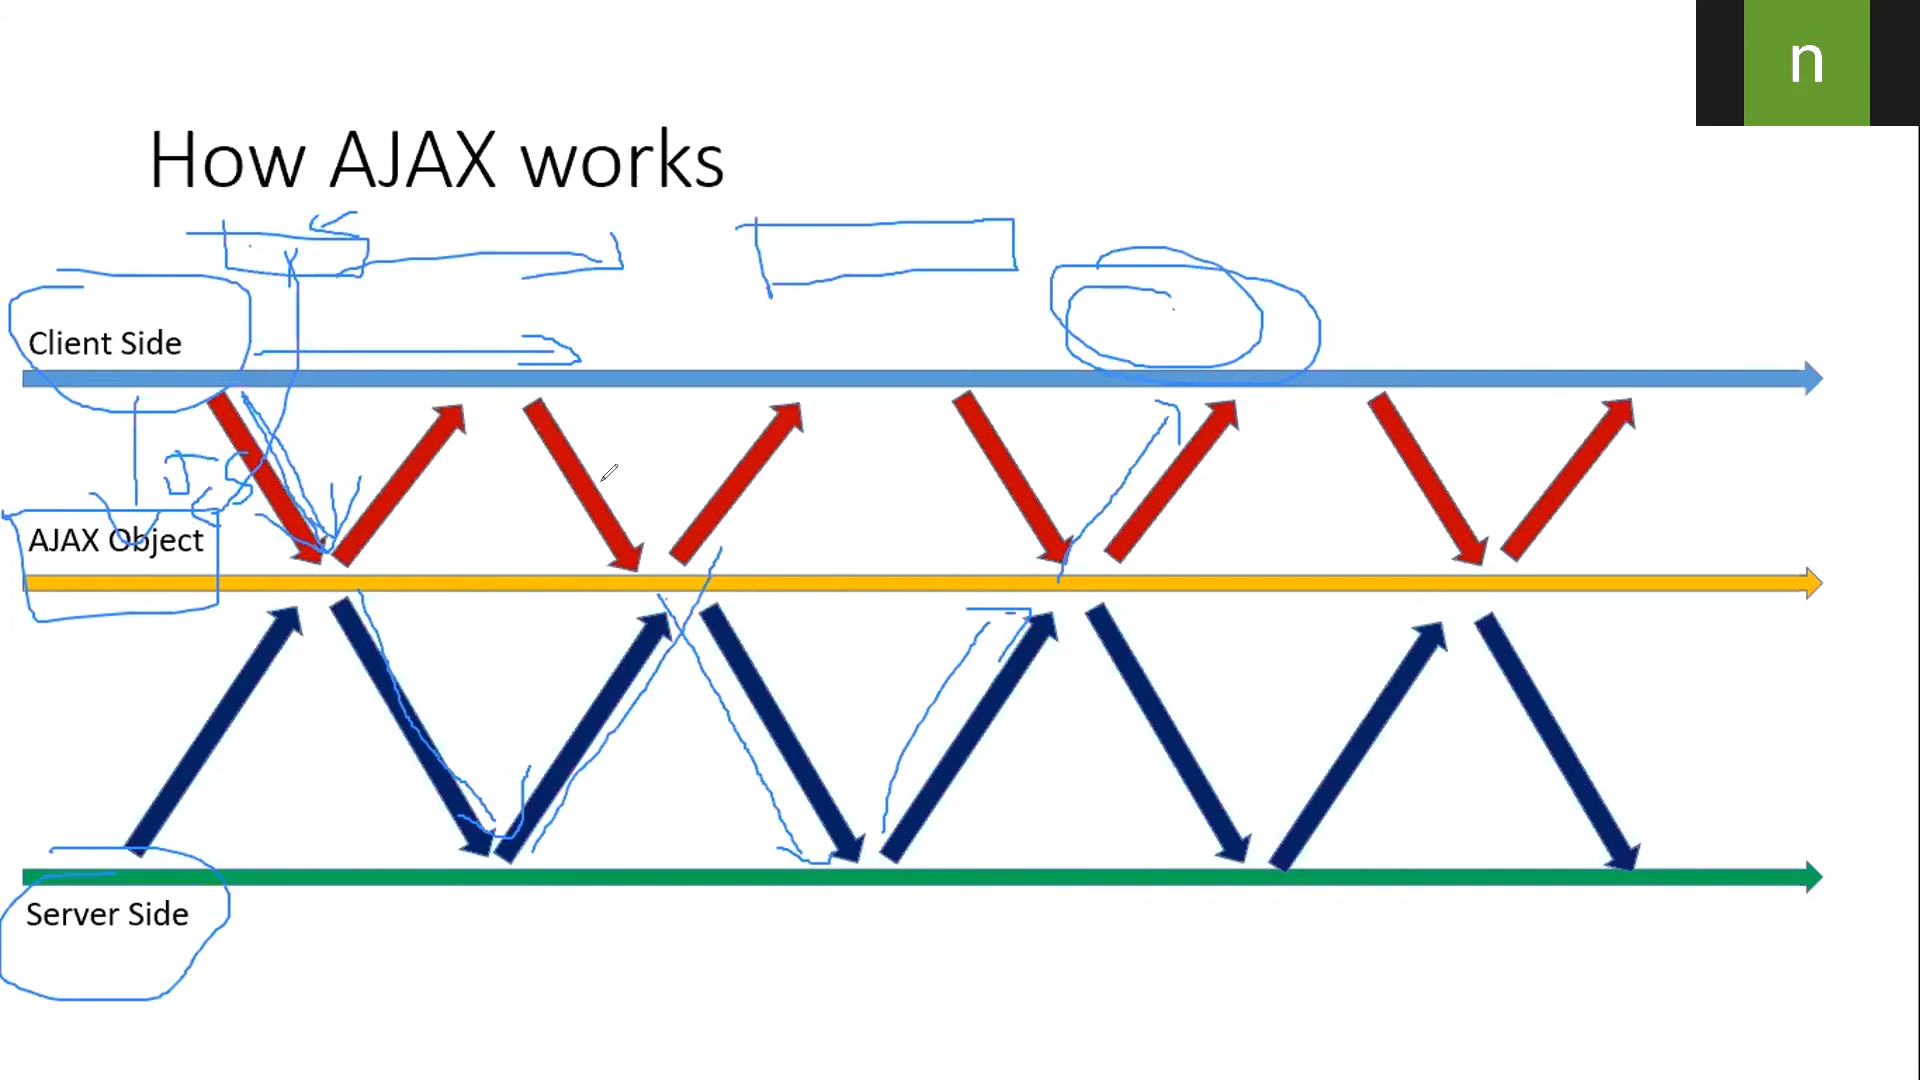 n
How AJAX works
Client Side
AJAX Object
Server Side